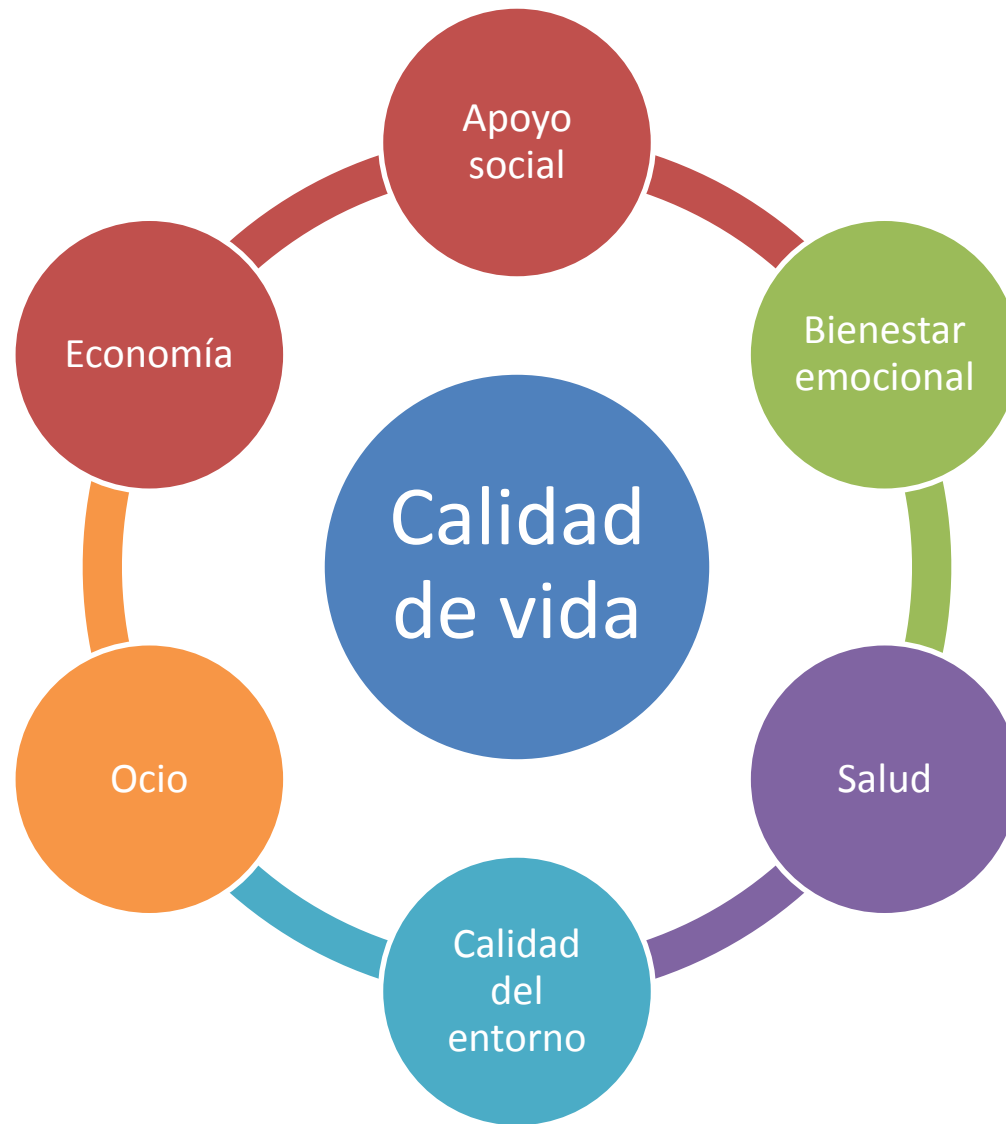 Apoyo
social
Bienestar
emocional
Salud
Calidad
del
entorno
Ocio
Economía
Calidad
de vida